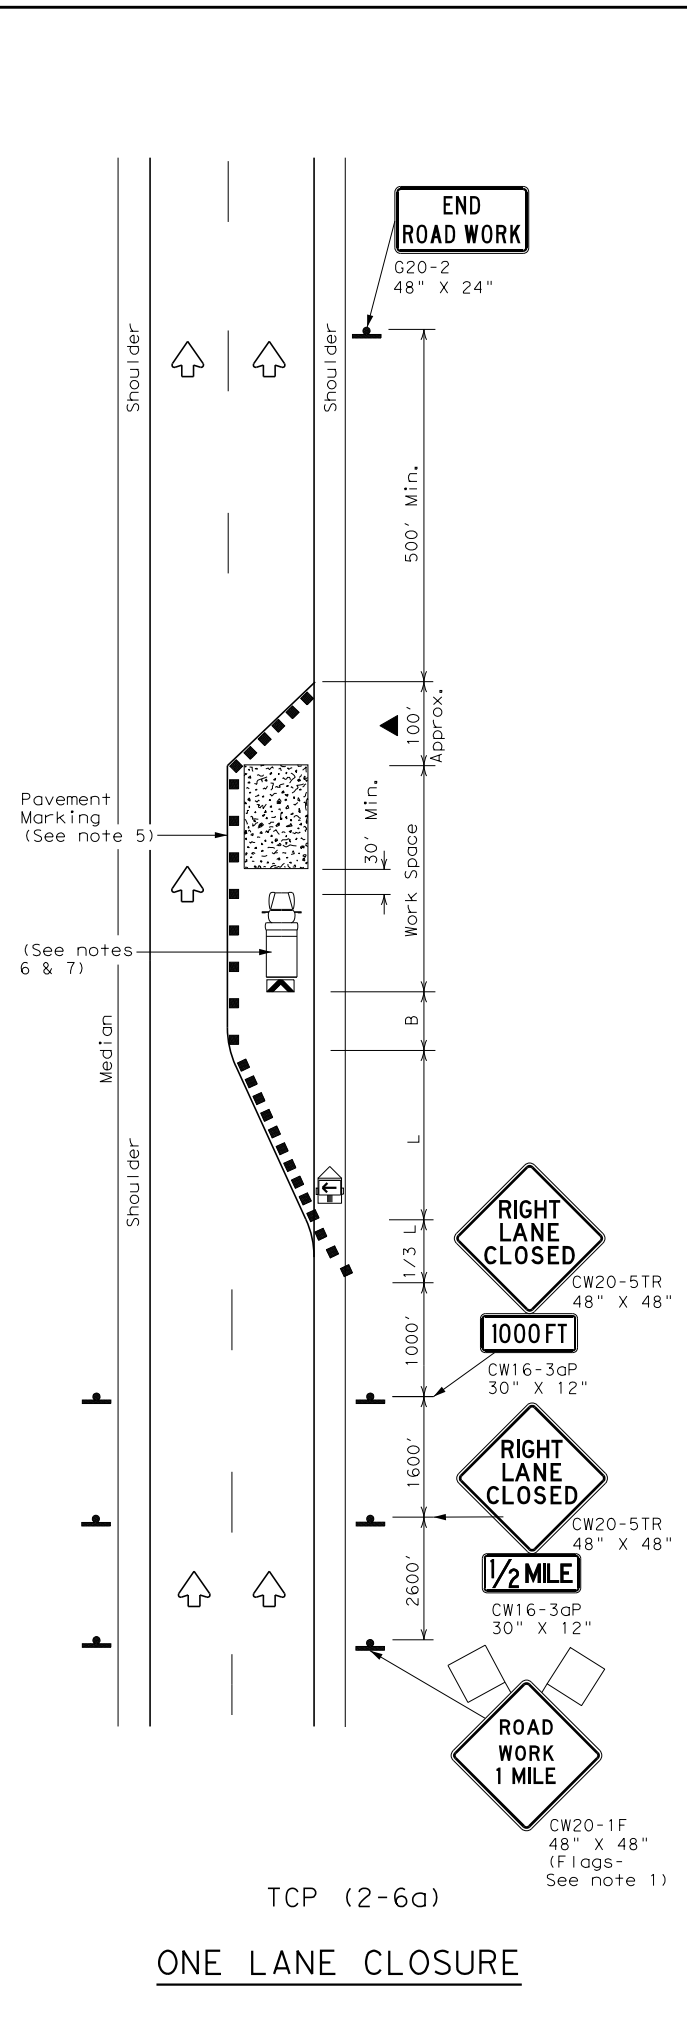 END
ROAD WORK
G20-2
48" X 24"
Shoulder
Shoulder
500' Min.
100'
Approx.
30' Min.
Work Space
Pavement
Marking
(See note 5)
(See notes
6 & 7)
B
Median
Shoulder
L
1/3 L
RIGHT
LANE
CLOSED
CW20-5TR
48" X 48"
1000 FT
CW16-3aP
30" X 12"
1000'
1600'
RIGHT
LANE
CLOSED
CW20-5TR
48" X 48"
1/2 MILE
CW16-3aP
30" X 12"
2600'
ROAD
WORK
1 MILE
CW20-1F
48" X 48"
(Flags-
See note 1)
TCP (2-6a)
ONE LANE CLOSURE